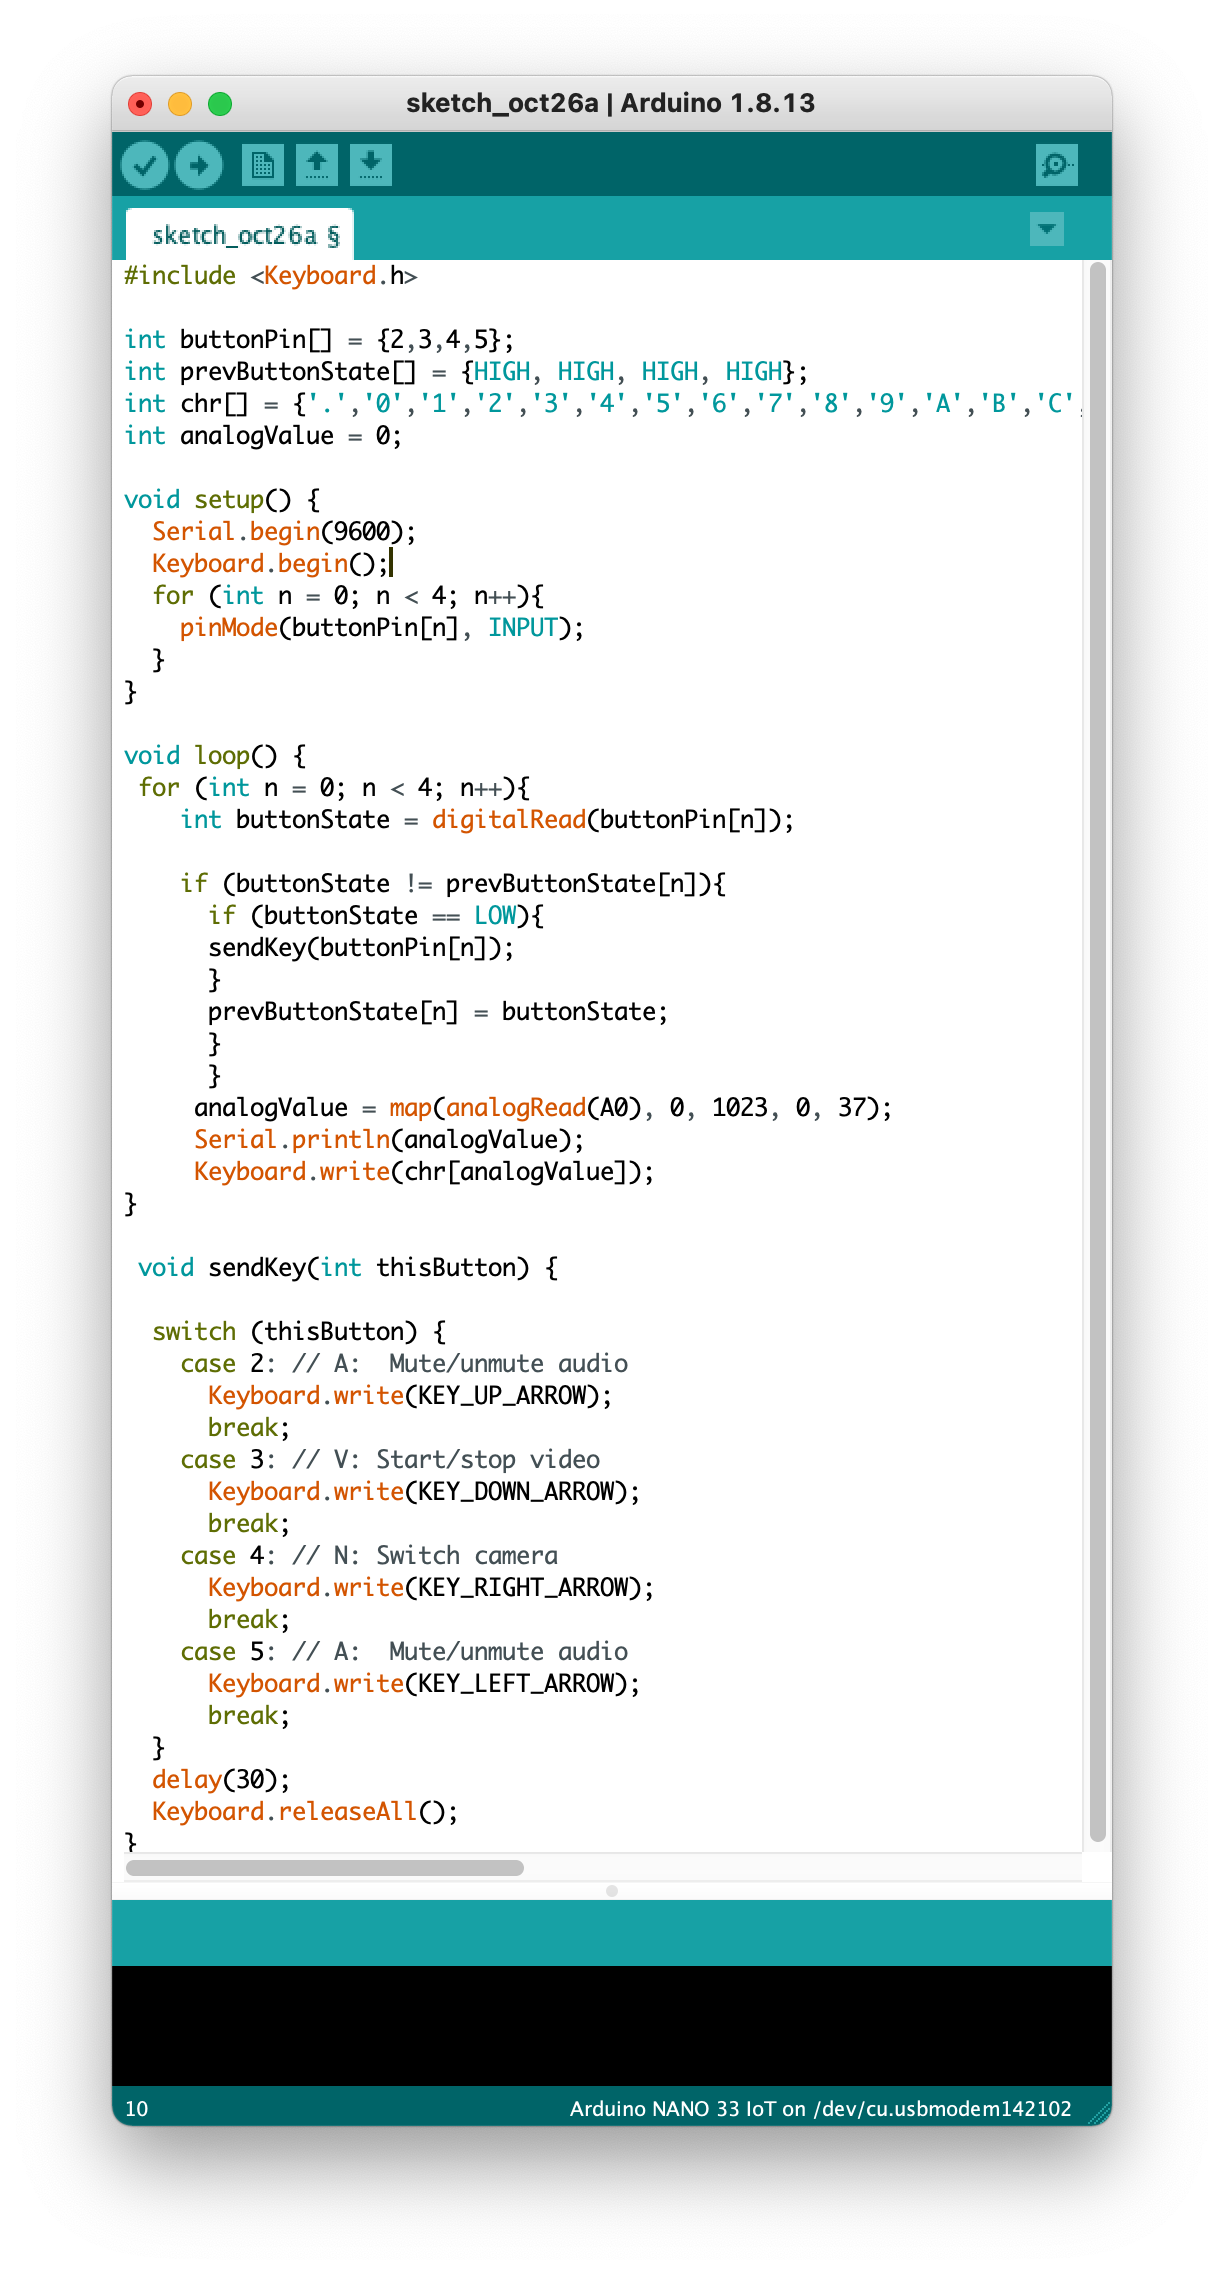 sketch_oct26a | Arduino 1.8.13
sketch_oct26a §
#include <Keyboard.h>

int buttonPin[] = {2,3,4,5};
int prevButtonState[] = {HIGH, HIGH, HIGH, HIGH};
int chr[] = {'.','0','1','2','3','4','5','6','7','8','9','A','B','C',
int analogValue = 0;

void setup() {
  Serial.begin(9600);
  Keyboard.begin();
  for (int n = 0; n < 4; n++){
    pinMode(buttonPin[n], INPUT);
  }
}

void loop() {
 for (int n = 0; n < 4; n++){
    int buttonState = digitalRead(buttonPin[n]);

    if (buttonState != prevButtonState[n]){
      if (buttonState == LOW){
      sendKey(buttonPin[n]);
      }
      prevButtonState[n] = buttonState;
      }
      }
     analogValue = map(analogRead(A0), 0, 1023, 0, 37);
     Serial.println(analogValue);
     Keyboard.write(chr[analogValue]);
}

 void sendKey(int thisButton) {

  switch (thisButton) {
    case 2: // A:  Mute/unmute audio
      Keyboard.write(KEY_UP_ARROW);
      break;
    case 3: // V: Start/stop video
      Keyboard.write(KEY_DOWN_ARROW);
      break;
    case 4: // N: Switch camera
      Keyboard.write(KEY_RIGHT_ARROW);
      break;
    case 5: // A:  Mute/unmute audio
      Keyboard.write(KEY_LEFT_ARROW);
      break;
  }
  delay(30);
  Keyboard.releaseAll();
}
10
Arduino NANO 33 IoT on /dev/cu.usbmodem142102